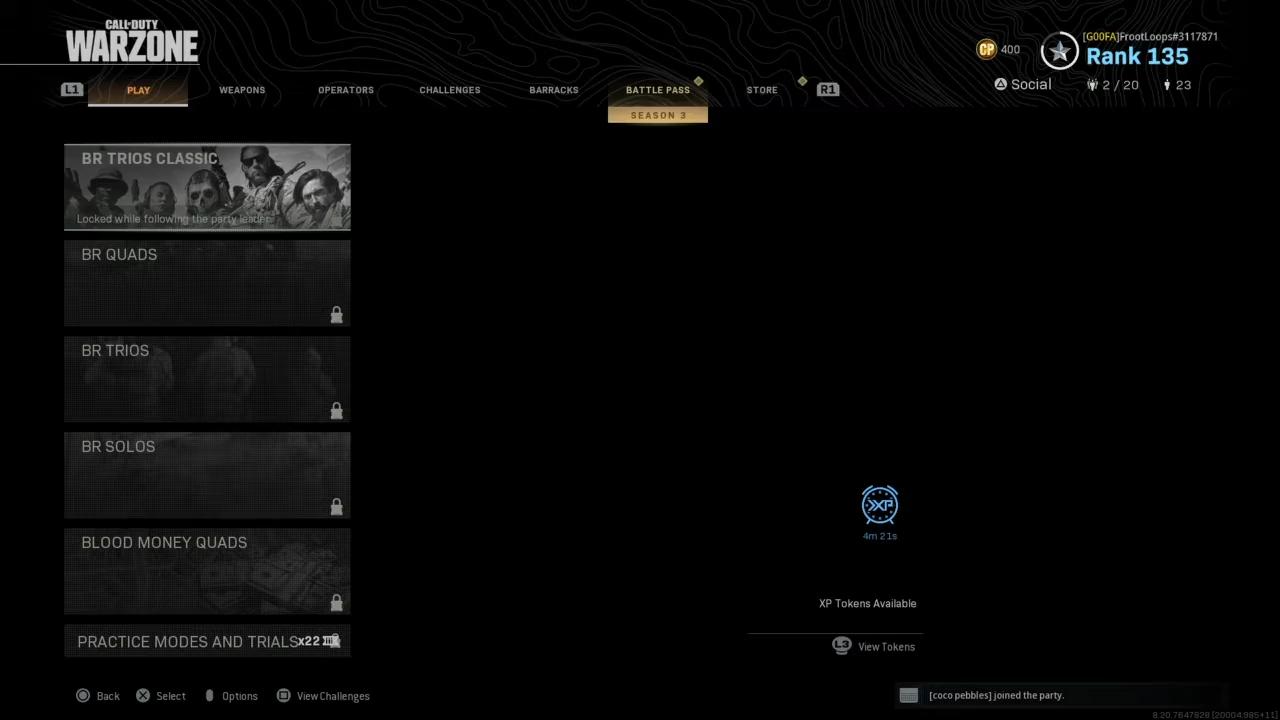 CALL OF DUTY
WARZONE
CP 400
[G00FA]FrootLoops#3117871
Rank 135
Social
2 / 20
23
L1
PLAY
WEAPONS
OPERATORS
CHALLENGES
BARRACKS
BATTLE PASS
STORE
R1
SEASON 3
BR TRIOS CLASSIC
Locked while following the party leader
BR QUADS
BR TRIOS
BR SOLOS
BLOOD MONEY QUADS
PRACTICE MODES AND TRIALS
x22
XP
4m 21s
XP Tokens Available
L3 View Tokens
Back
Select
Options
View Challenges
[coco pebbles] joined the party.